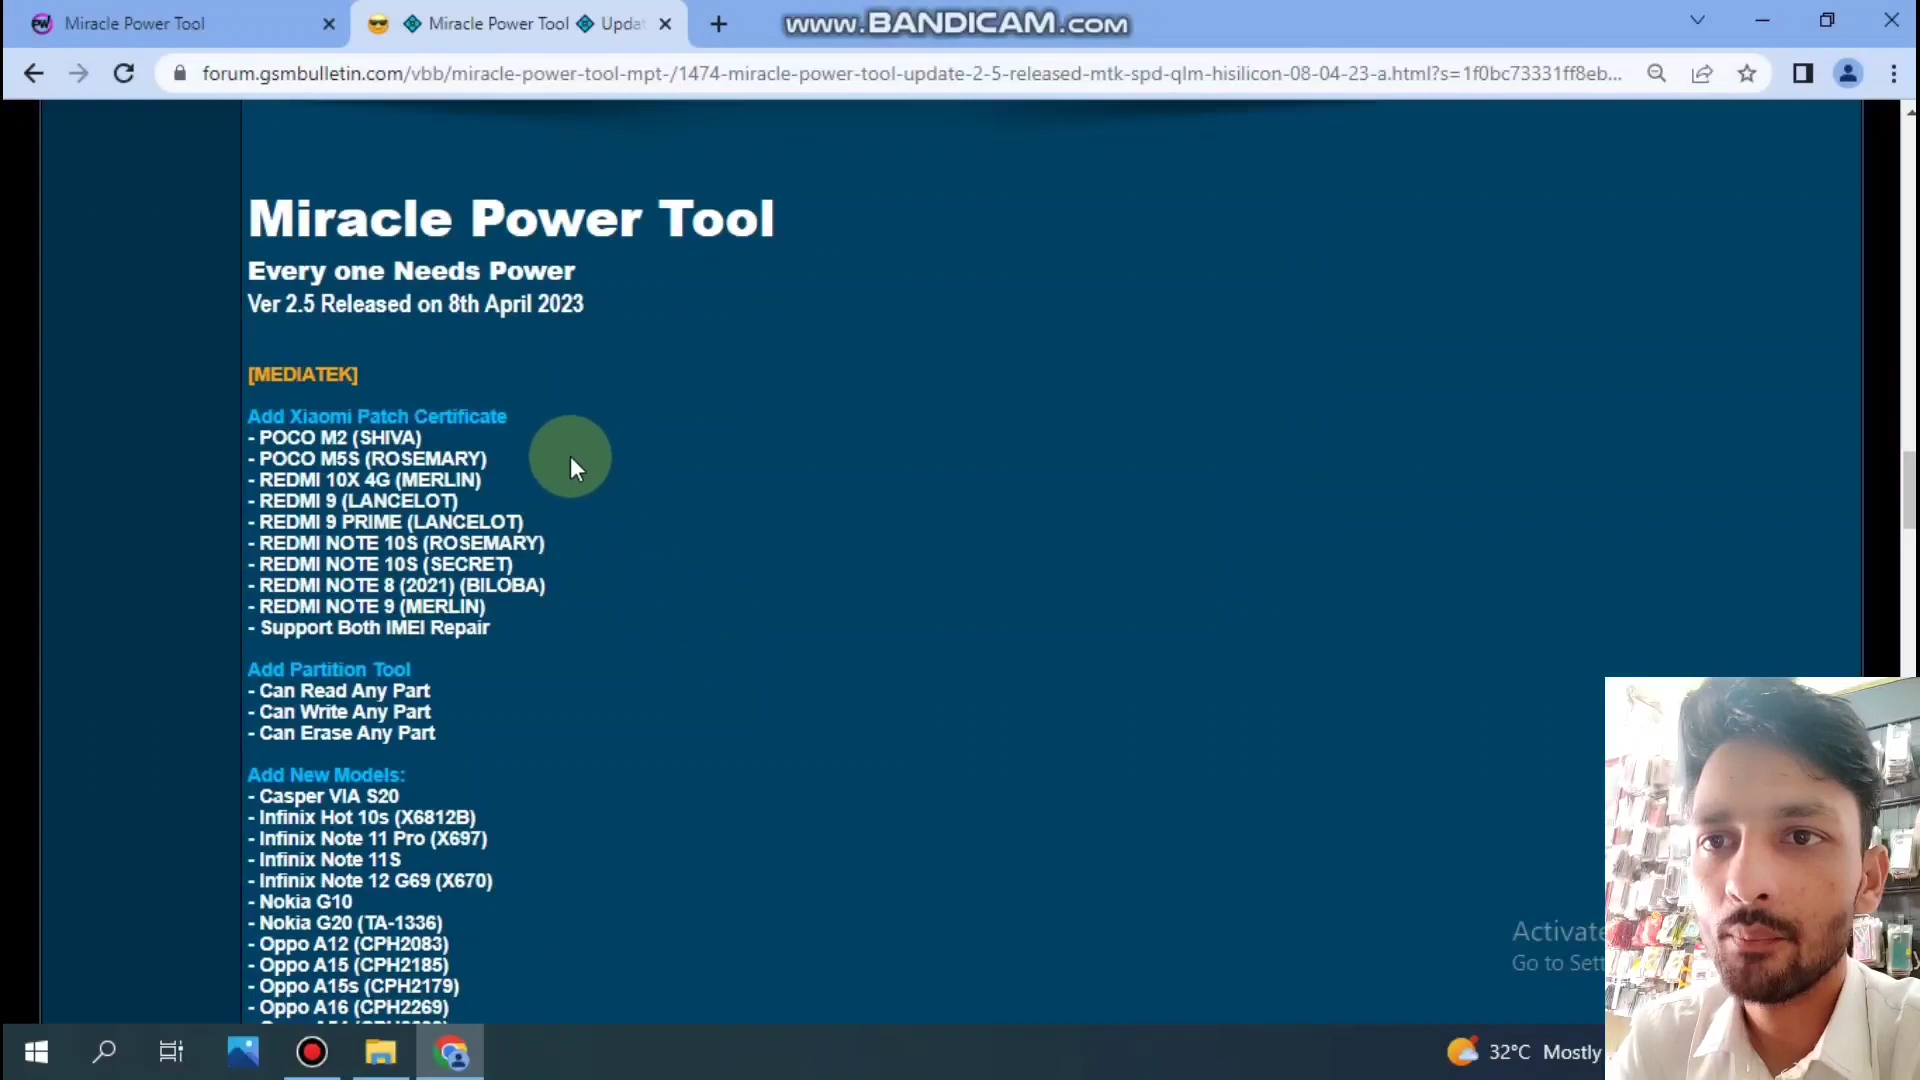 Miracle Power Tool
Miracle Power Tool
Updat
www.BANDICAM.com
forum.gsmbulletin.com/vbb/miracle-power-tool-mpt-/1474-miracle-power-tool-update-2-5-released-mtk-spd-qlm-hisilicon-08-04-23-a.html?s=1f0bc73331ff8eb...
Miracle Power Tool
Every one Needs Power
Ver 2.5 Released on 8th April 2023
[MEDIATEK]
Add Xiaomi Patch Certificate
- POCO M2 (SHIVA)
- POCO M5S (ROSEMARY)
- REDMI 10X 4G (MERLIN)
- REDMI 9 (LANCELOT)
- REDMI 9 PRIME (LANCELOT)
- REDMI NOTE 10S (ROSEMARY)
- REDMI NOTE 10S (SECRET)
- REDMI NOTE 8 (2021) (BILOBA)
- REDMI NOTE 9 (MERLIN)
- Support Both IMEI Repair
Add Partition Tool
- Can Read Any Part
- Can Write Any Part
- Can Erase Any Part
Add New Models:
- Casper VIA S20
- Infinix Hot 10s (X6812B)
- Infinix Note 11 Pro (X697)
- Infinix Note 11S
- Infinix Note 12 G69 (X670)
- Nokia G10
- Nokia G20 (TA-1336)
- Oppo A12 (CPH2083)
- Oppo A15 (CPH2185)
- Oppo A15s (CPH2179)
- Oppo A16 (CPH2269)
Activate
Go to Sett
32°C Mostly